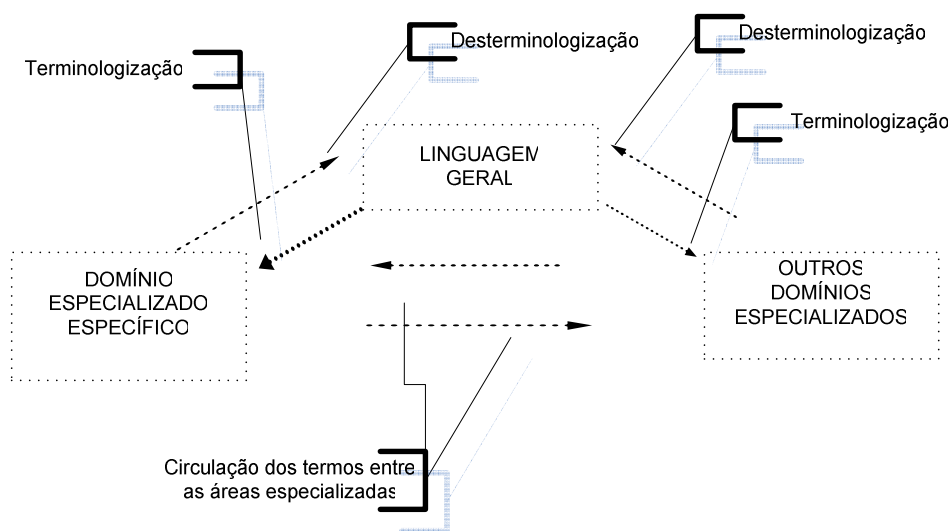 Desterminologização
Desterminologização
Terminologização
Terminologização
LINGUAGEM
GERAL
DOMÍNIO
ESPECIALIZADO
ESPECÍFICO
OUTROS
DOMÍNIOS
ESPECIALIZADOS
Circulação dos termos entre
as áreas especializadas